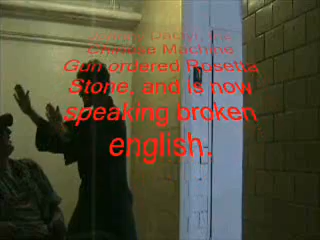 Chinese Machine
Gun ordered Rosetta
Stone, and is now
speaking broken
english.